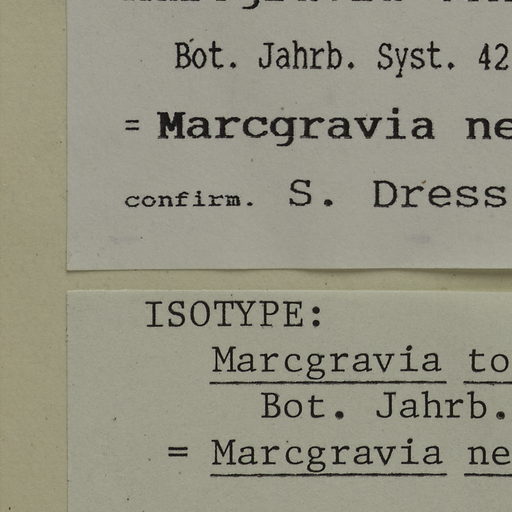 Bot. Jahrb. Syst. 42
= Marcgravia ne
confirm. S. Dress
ISOTYPE:
Marcgravia to
Bot. Jahrb.
= Marcgravia ne